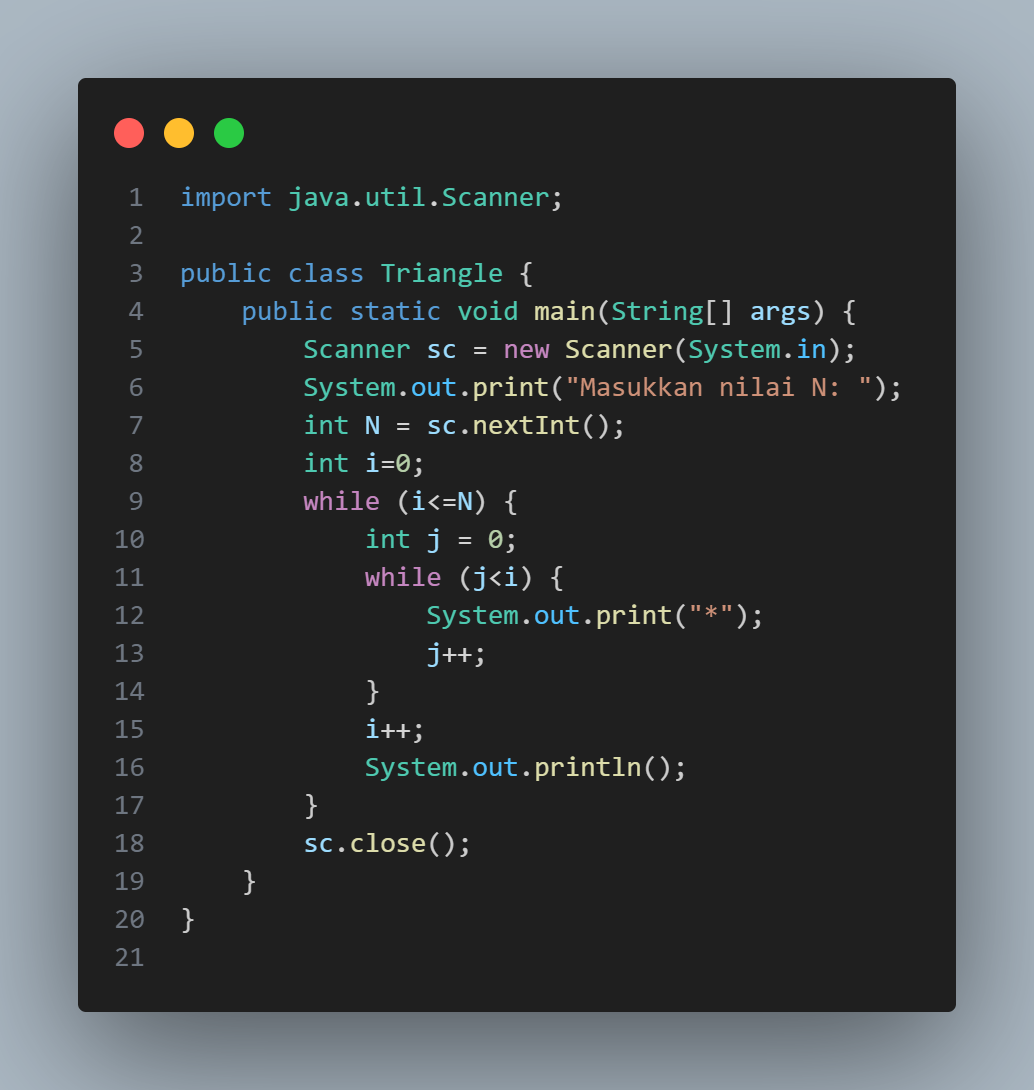 1 import java.util.Scanner;
2
3 public class Triangle {
4     public static void main(String[] args) {
5         Scanner sc = new Scanner(System.in);
6         System.out.print("Masukkan nilai N: ");
7         int N = sc.nextInt();
8         int i=0;
9         while (i<=N) {
10             int j = 0;
11             while (j<i) {
12                 System.out.print("*");
13                 j++;
14             }
15             i++;
16             System.out.println();
17         }
18         sc.close();
19     }
20 }
21